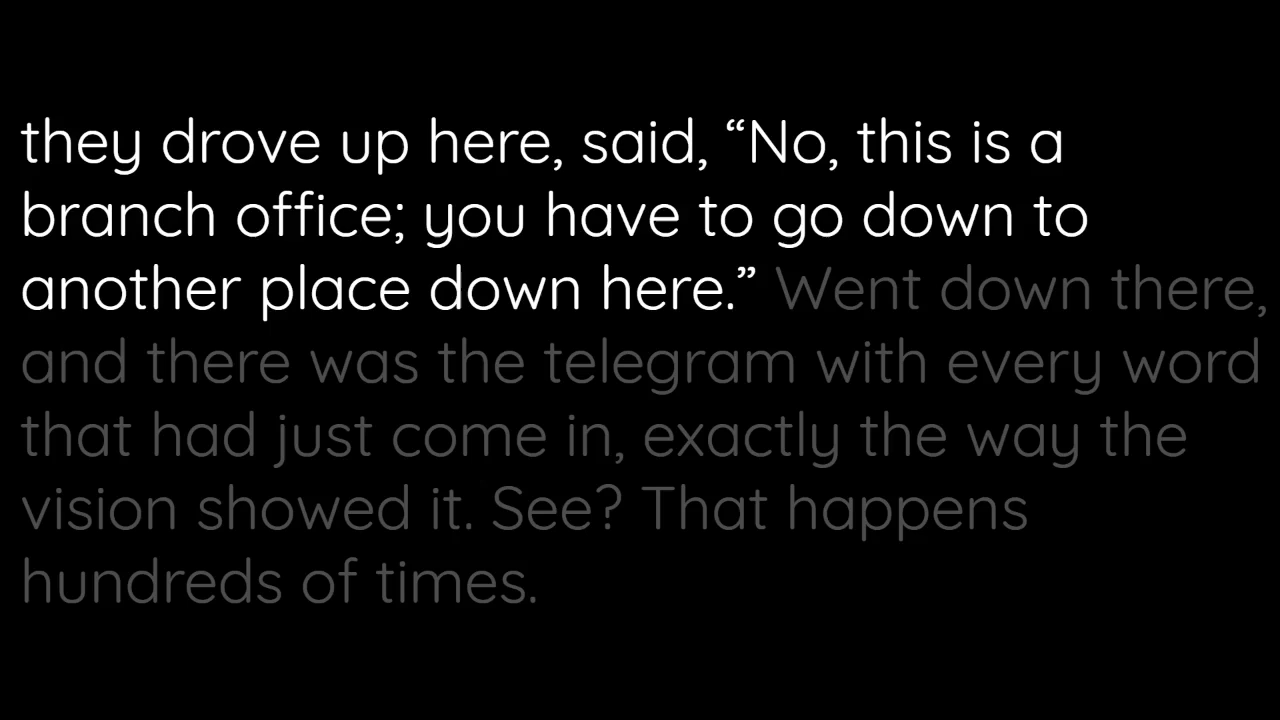 they drove up here, said, “No, this is a
branch office; you have to go down to
another place down here.” Went down there,
and there was the telegram with every word
that had just come in, exactly the way the
vision showed it. See? That happens
hundreds of times.